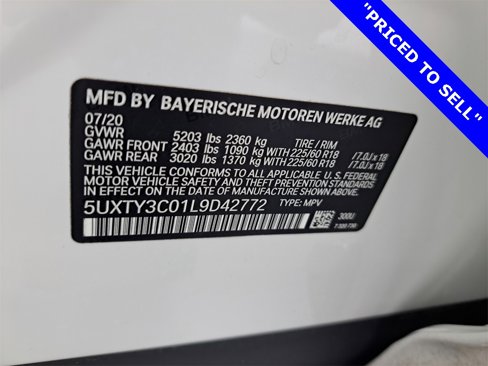 "PRICED TO SELL"
MFD BY BAYERISCHE MOTOREN WERKE AG
07/20
GVWR 5203 lbs 2360 kg TIRE / RIM
GAWR FRONT 2403 lbs 1090 kg WITH 225/60 R18 / 7.0J x 18
GAWR REAR 3020 lbs 1370 kg WITH 225/60 R18 / 7.0J x 18
THIS VEHICLE CONFORMS TO ALL APPLICABLE U.S. FEDERAL
MOTOR VEHICLE SAFETY, BUMPER AND THEFT PREVENTION STANDARDS
IN EFFECT ON THE DATE OF MANUFACTURE SHOWN ABOVE.
5UXTY3C01L9D42772 TYPE: MPV
300U